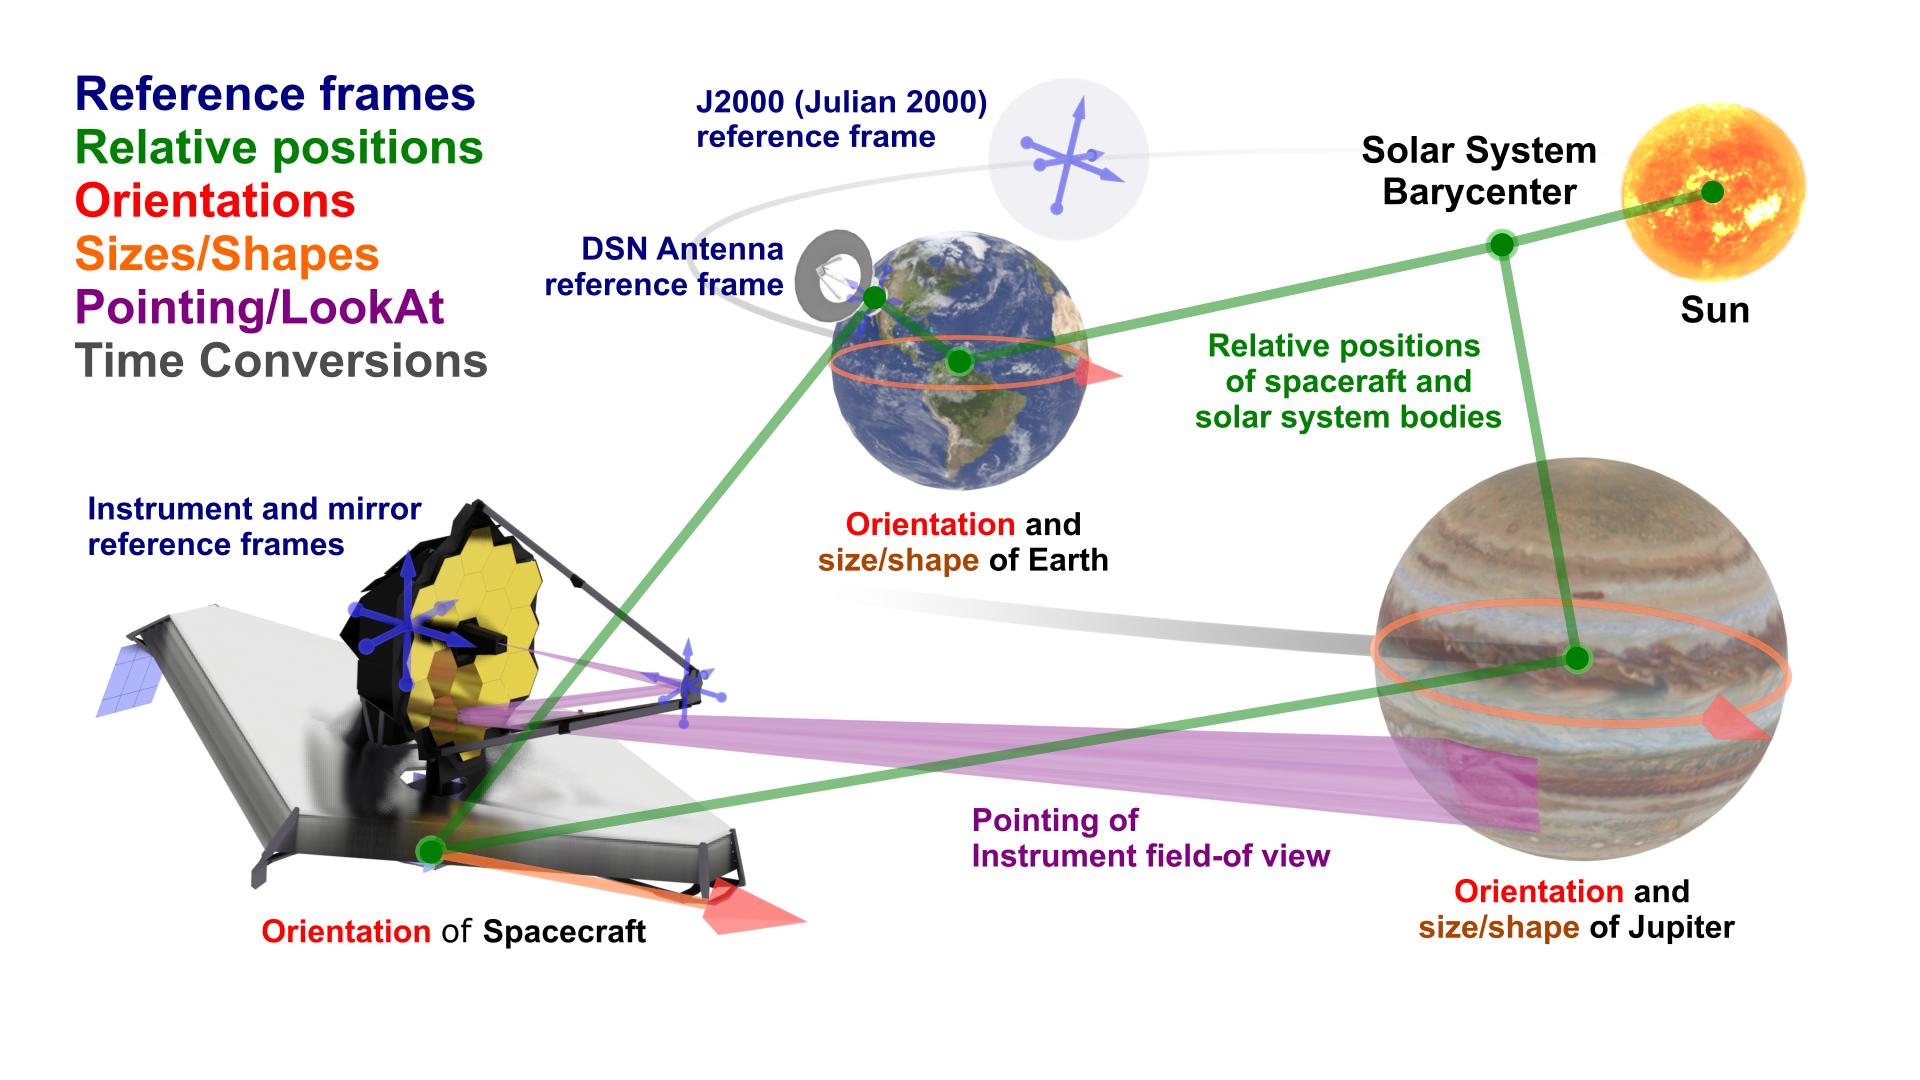 Reference frames
Relative positions
Orientations
Sizes/Shapes
Pointing/LookAt
Time Conversions
J2000 (Julian 2000)
reference frame
DSN Antenna
reference frame
Solar System
Barycenter
Sun
Relative positions
of spaceraft and
solar system bodies
Instrument and mirror
reference frames
Orientation and
size/shape of Earth
Pointing of
Instrument field-of view
Orientation of Spacecraft
Orientation and
size/shape of Jupiter